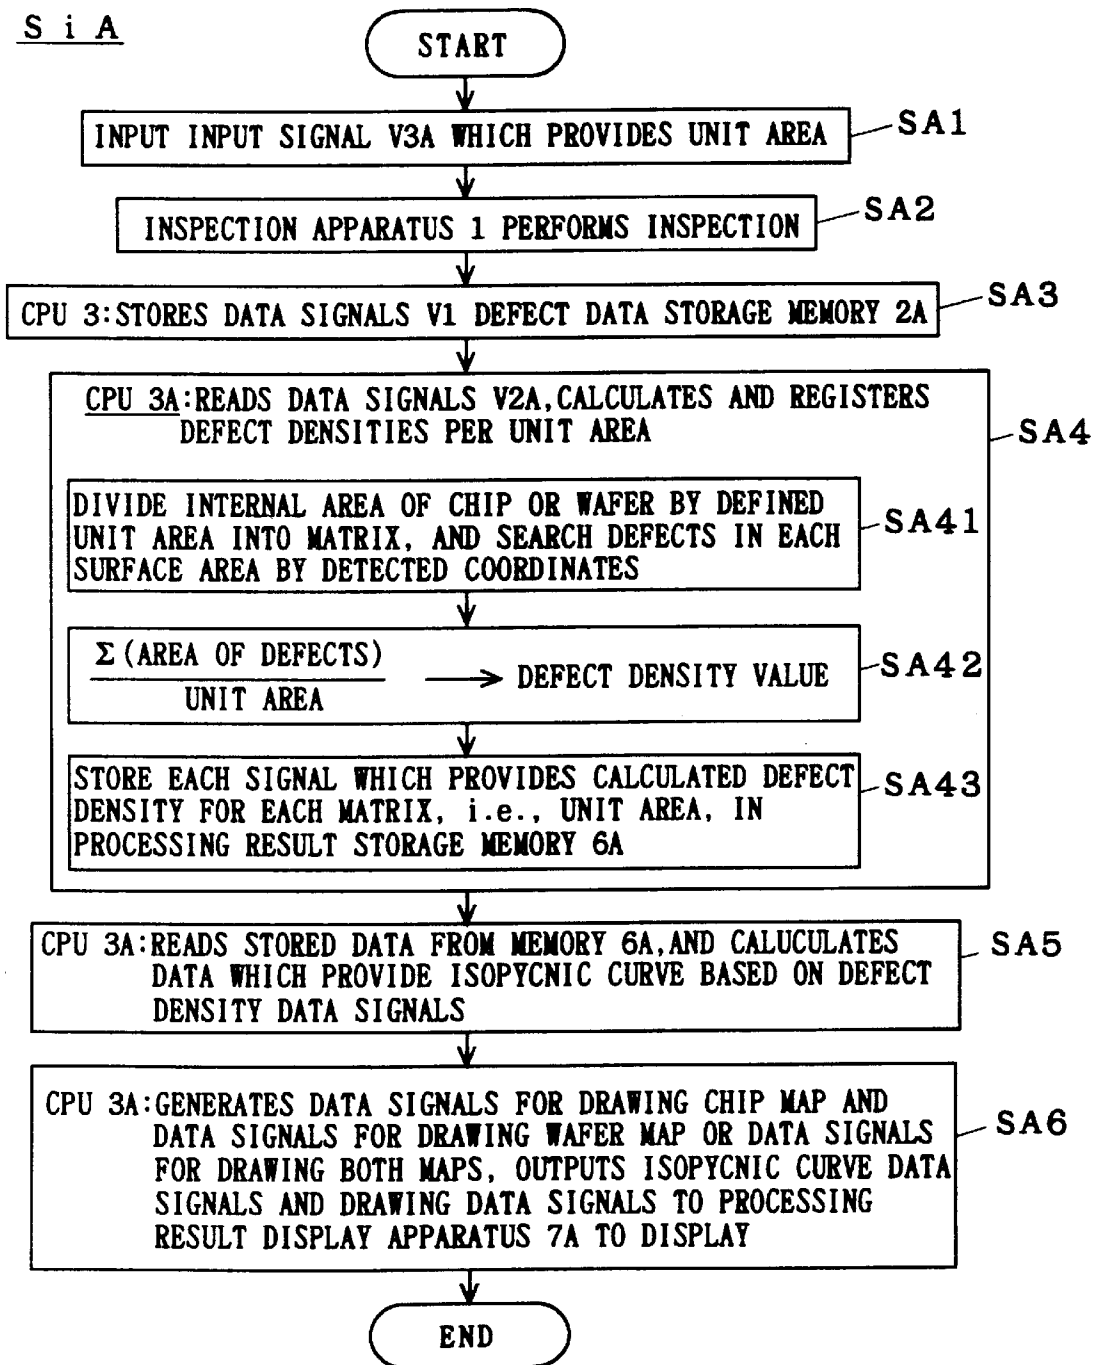 S i A
START
INPUT INPUT SIGNAL V3A WHICH PROVIDES UNIT AREA
SA1
INSPECTION APPARATUS 1 PERFORMS INSPECTION
SA2
CPU 3:STORES DATA SIGNALS V1 DEFECT DATA STORAGE MEMORY 2A
SA3
CPU 3A:READS DATA SIGNALS V2A,CALCULATES AND REGISTERS
DEFECT DENSITIES PER UNIT AREA
SA4
DIVIDE INTERNAL AREA OF CHIP OR WAFER BY DEFINED
UNIT AREA INTO MATRIX, AND SEARCH DEFECTS IN EACH
SURFACE AREA BY DETECTED COORDINATES
SA41
Σ(AREA OF DEFECTS)
UNIT AREA
→ DEFECT DENSITY VALUE
SA42
STORE EACH SIGNAL WHICH PROVIDES CALCULATED DEFECT
DENSITY FOR EACH MATRIX, i.e., UNIT AREA, IN
PROCESSING RESULT STORAGE MEMORY 6A
SA43
CPU 3A:READS STORED DATA FROM MEMORY 6A,AND CALUCULATES
DATA WHICH PROVIDE ISOPYCNIC CURVE BASED ON DEFECT
DENSITY DATA SIGNALS
SA5
CPU 3A:GENERATES DATA SIGNALS FOR DRAWING CHIP MAP AND
DATA SIGNALS FOR DRAWING WAFER MAP OR DATA SIGNALS
FOR DRAWING BOTH MAPS, OUTPUTS ISOPYCNIC CURVE DATA
SIGNALS AND DRAWING DATA SIGNALS TO PROCESSING
RESULT DISPLAY APPARATUS 7A TO DISPLAY
SA6
END